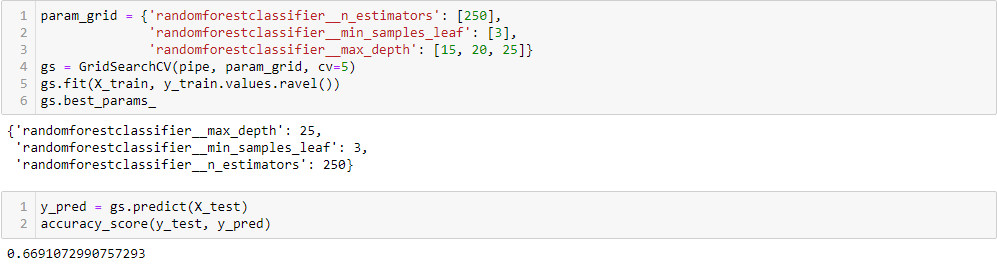 1 param_grid = {'randomforestclassifier__n_estimators': [250],
2 'randomforestclassifier__min_samples_leaf': [3],
3 'randomforestclassifier__max_depth': [15, 20, 25]}
4 gs = GridSearchCV(pipe, param_grid, cv=5)
5 gs.fit(X_train, y_train.values.ravel())
6 gs.best_params_
{'randomforestclassifier__max_depth': 25,
'randomforestclassifier__min_samples_leaf': 3,
'randomforestclassifier__n_estimators': 250}
1 y_pred = gs.predict(X_test)
2 accuracy_score(y_test, y_pred)
0.6691072990757293